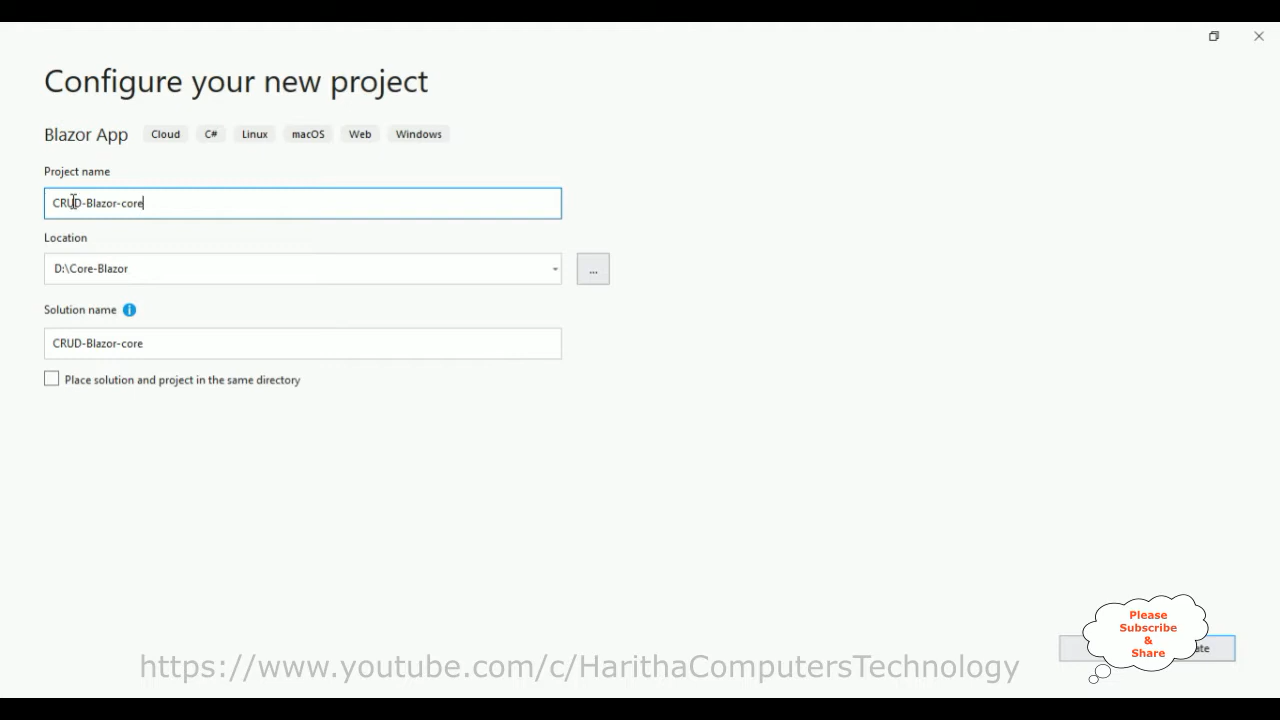 Configure your new project
Blazor App Cloud C# Linux macOS Web Windows
Project name
CRUD-Blazor-core
Location
D:\Core-Blazor
...
Solution name
CRUD-Blazor-core
Place solution and project in the same directory
Please
Subscribe
&
Share
https://www.youtube.com/c/HarithaComputersTechnology